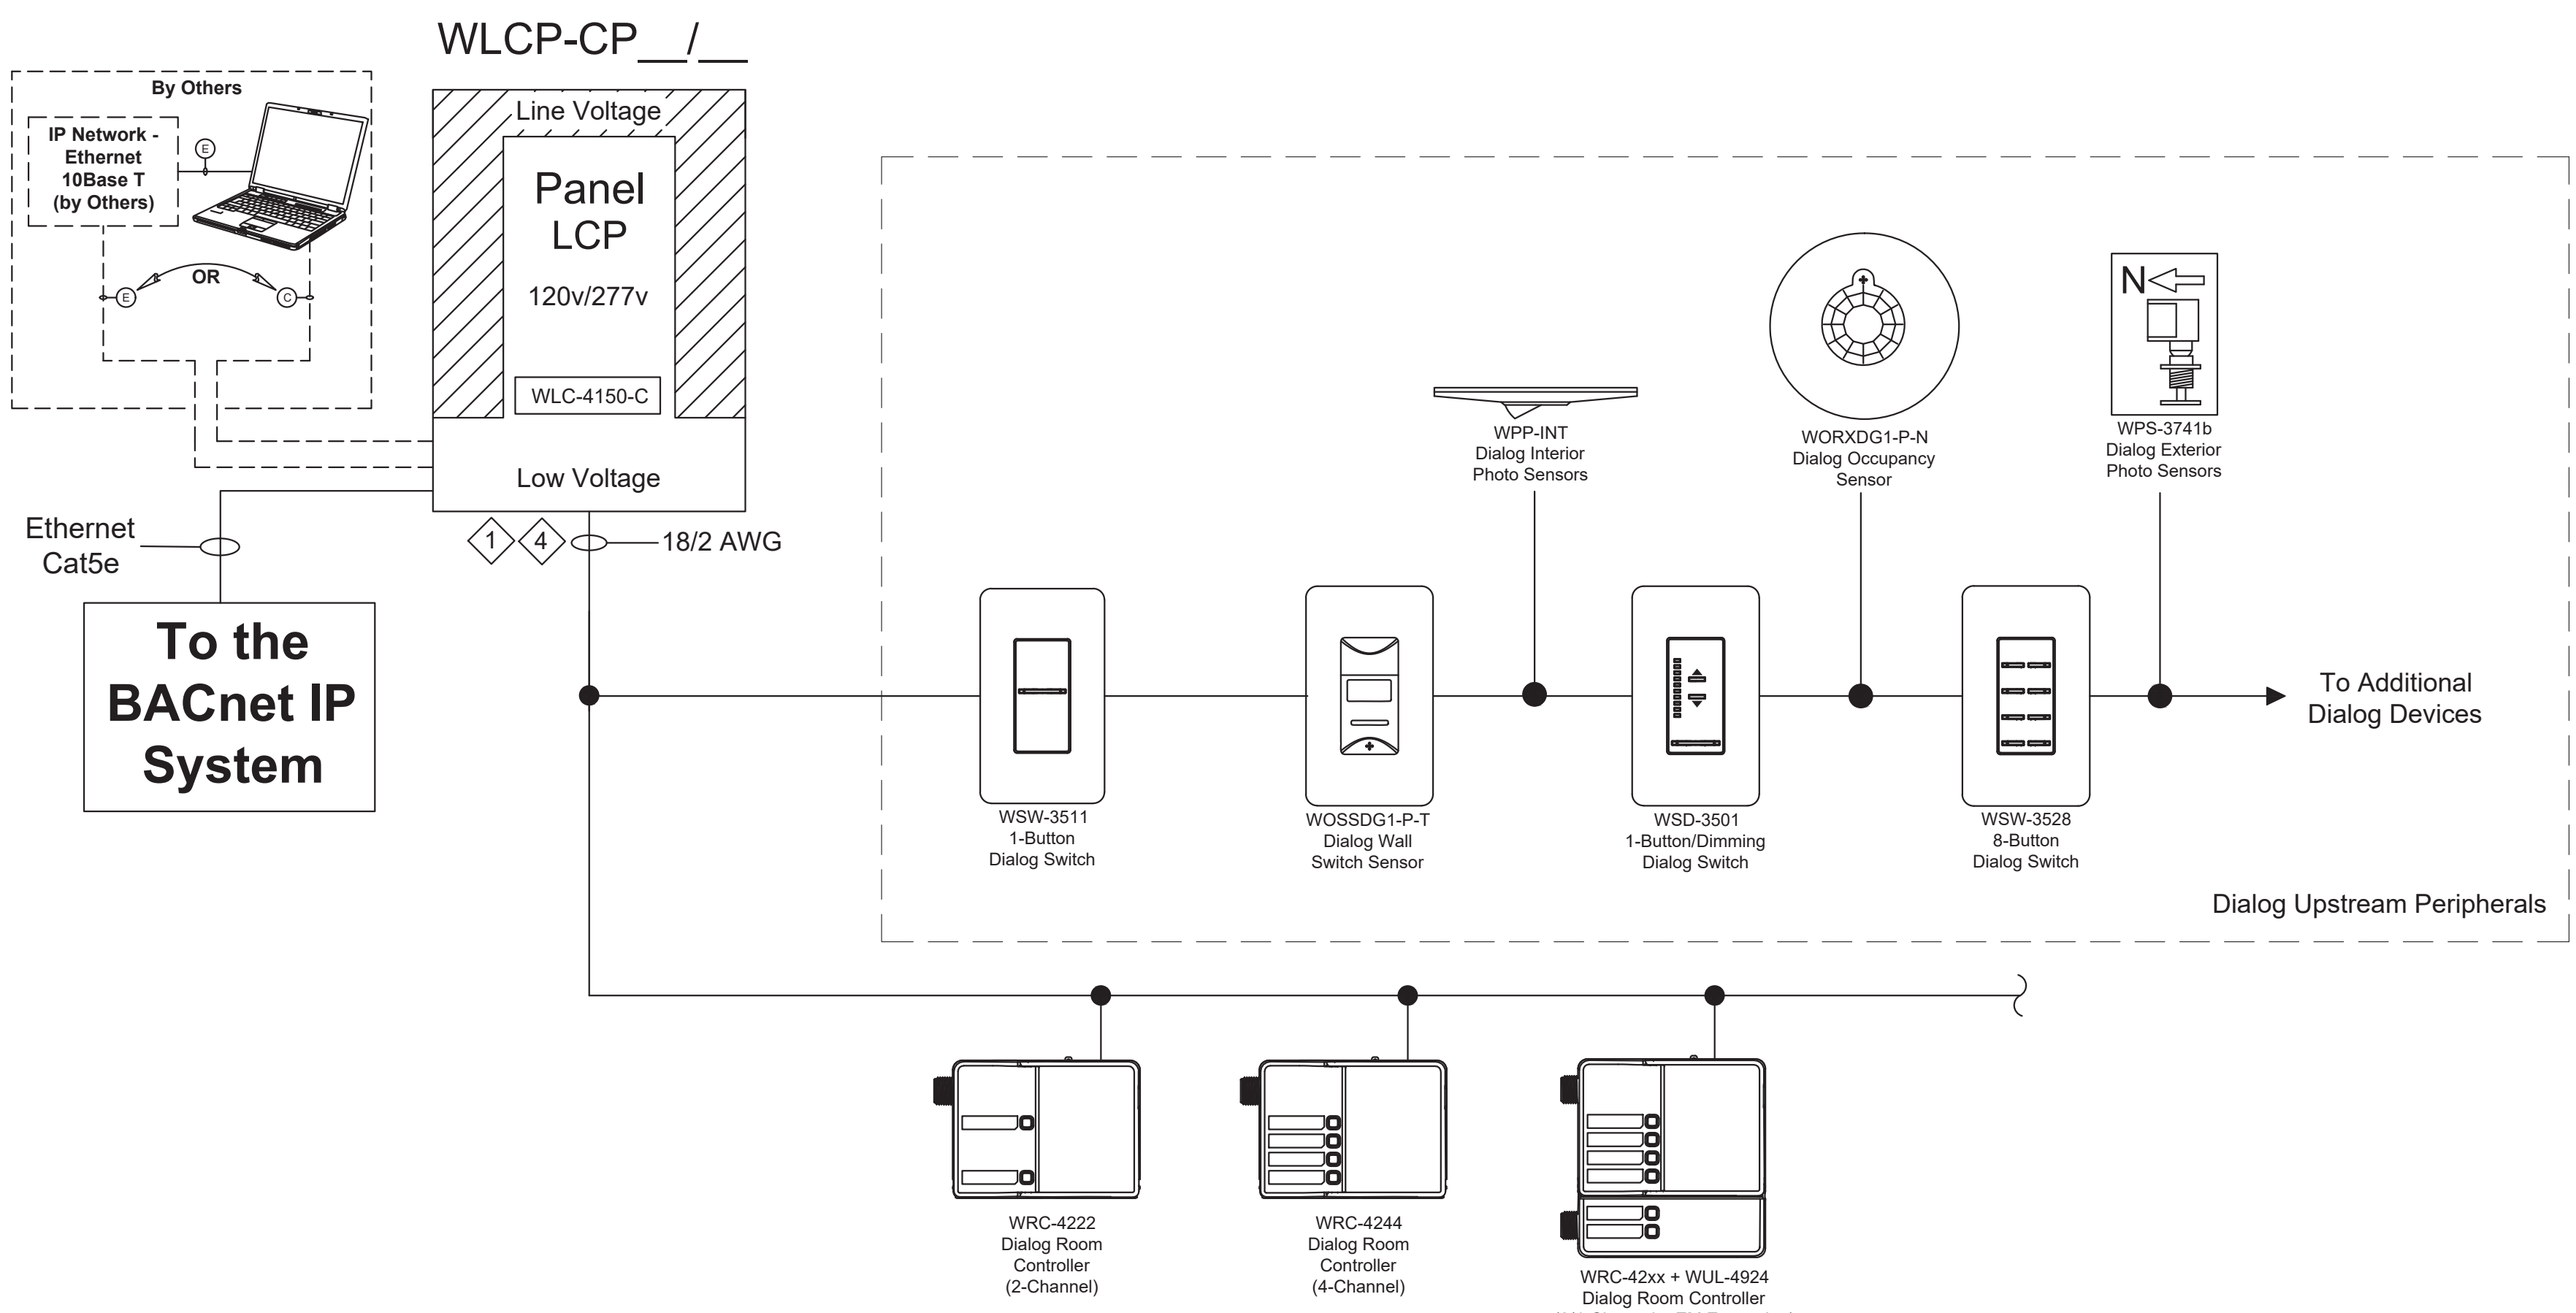 WLCP-CP__/__
By Others
IP Network -
Ethernet
10Base T
(by Others)
E
OR
E
C
Line Voltage
Panel
LCP
120v/277v
WLC-4150-C
Low Voltage
Ethernet
Cat5e
1
4
18/2 AWG
To the
BACnet IP
System
WPP-INT
Dialog Interior
Photo Sensors
WORXDG1-P-N
Dialog Occupancy
Sensor
N
WPS-3741b
Dialog Exterior
Photo Sensors
WSW-3511
1-Button
Dialog Switch
WOSSDG1-P-T
Dialog Wall
Switch Sensor
WSD-3501
1-Button/Dimming
Dialog Switch
WSW-3528
8-Button
Dialog Switch
To Additional
Dialog Devices
Dialog Upstream Peripherals
WRC-4222
Dialog Room
Controller
(2-Channel)
WRC-4244
Dialog Room
Controller
(4-Channel)
WRC-42xx + WUL-4924
Dialog Room Controller